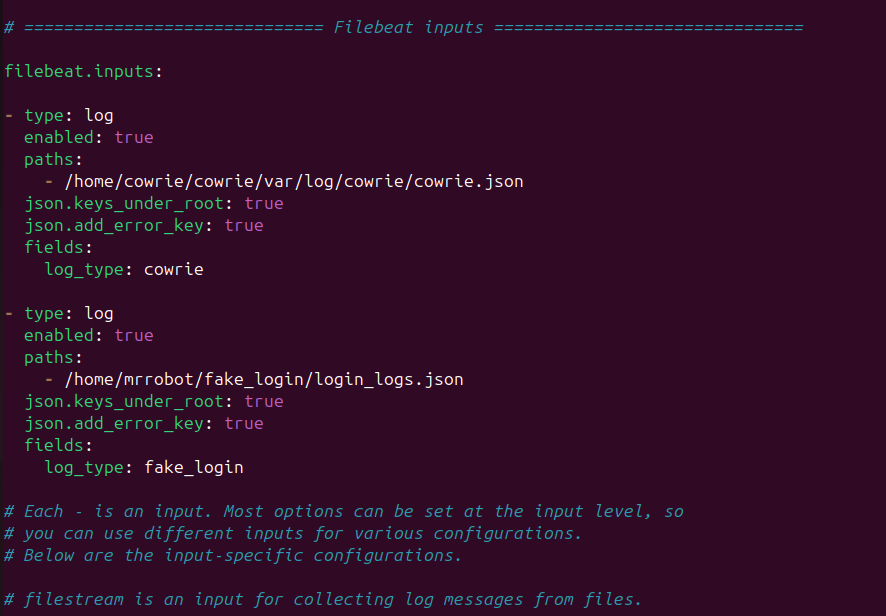 # ============================== Filebeat inputs ===============================
filebeat.inputs:
- type: log
  enabled: true
  paths:
    - /home/cowrie/cowrie/var/log/cowrie/cowrie.json
  json.keys_under_root: true
  json.add_error_key: true
  fields:
    log_type: cowrie
- type: log
  enabled: true
  paths:
    - /home/mrrobot/fake_login/login_logs.json
  json.keys_under_root: true
  json.add_error_key: true
  fields:
    log_type: fake_login
# Each - is an input. Most options can be set at the input level, so
# you can use different inputs for various configurations.
# Below are the input-specific configurations.
# filestream is an input for collecting log messages from files.